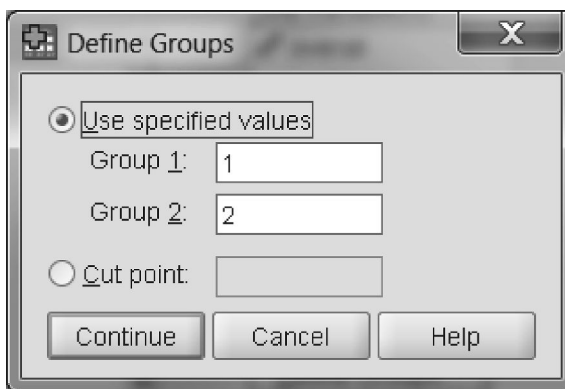 Define Groups
X
Use specified values
Group 1: 1
Group 2: 2
Cut point:
Continue Cancel Help